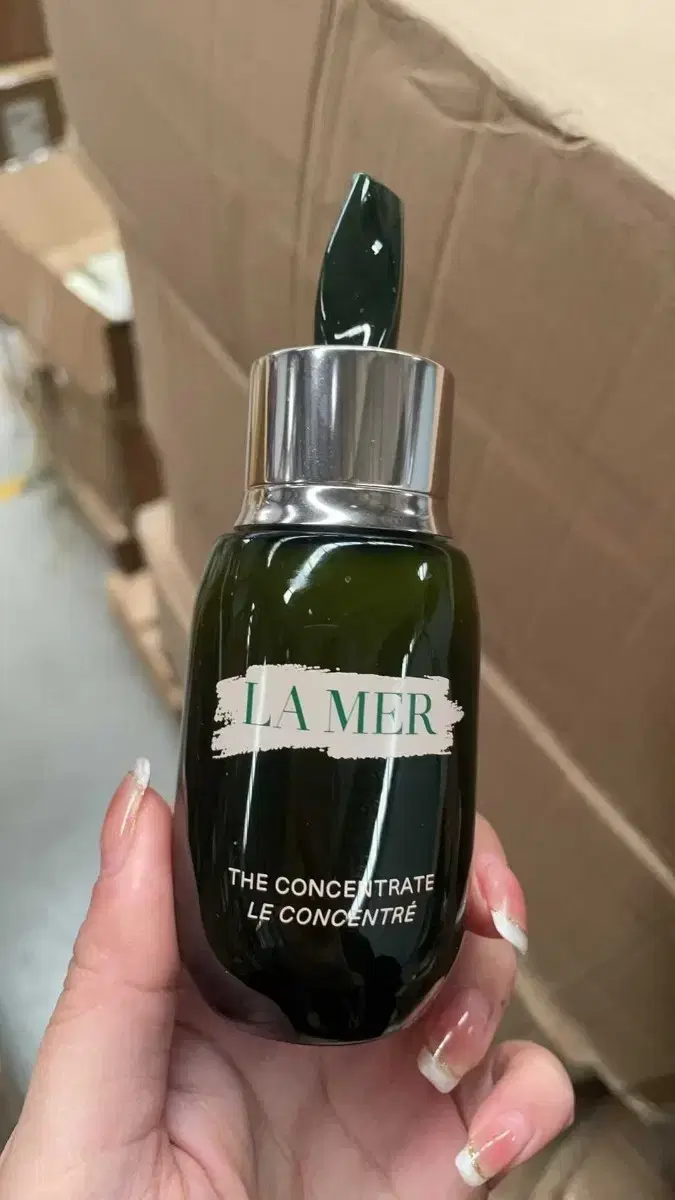 LA MER
THE CONCENTRATE
LE CONCENTRÉ